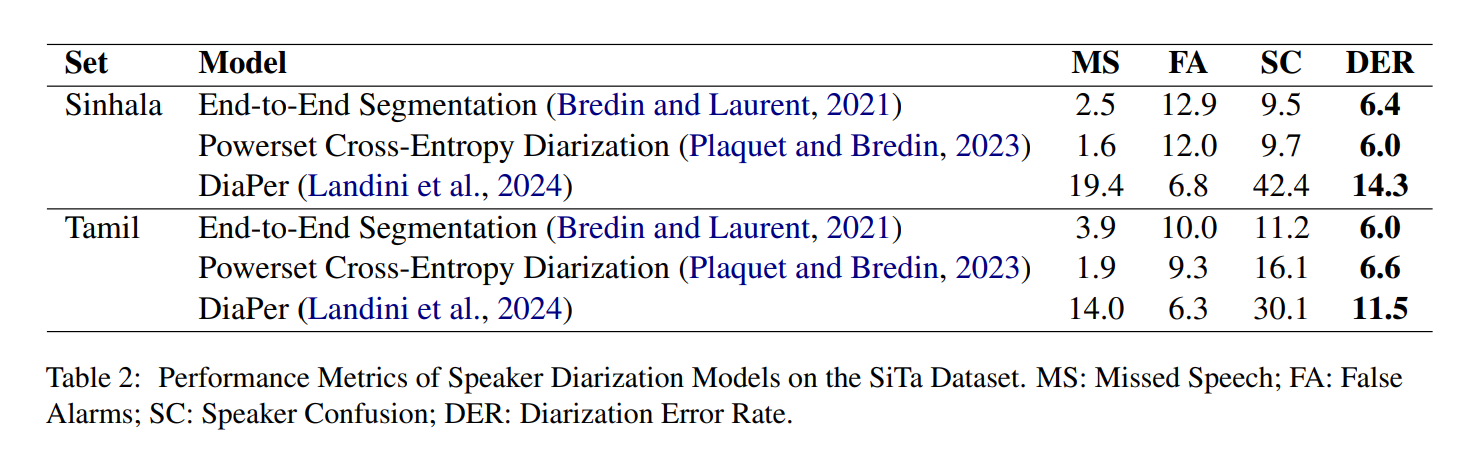 Set Model MS FA SC DER
Sinhala End-to-End Segmentation (Bredin and Laurent, 2021) 2.5 12.9 9.5 6.4
Powerset Cross-Entropy Diarization (Plaquet and Bredin, 2023) 1.6 12.0 9.7 6.0
DiaPer (Landini et al., 2024) 19.4 6.8 42.4 14.3
Tamil End-to-End Segmentation (Bredin and Laurent, 2021) 3.9 10.0 11.2 6.0
Powerset Cross-Entropy Diarization (Plaquet and Bredin, 2023) 1.9 9.3 16.1 6.6
DiaPer (Landini et al., 2024) 14.0 6.3 30.1 11.5
Table 2: Performance Metrics of Speaker Diarization Models on the SiTa Dataset. MS: Missed Speech; FA: False
Alarms; SC: Speaker Confusion; DER: Diarization Error Rate.